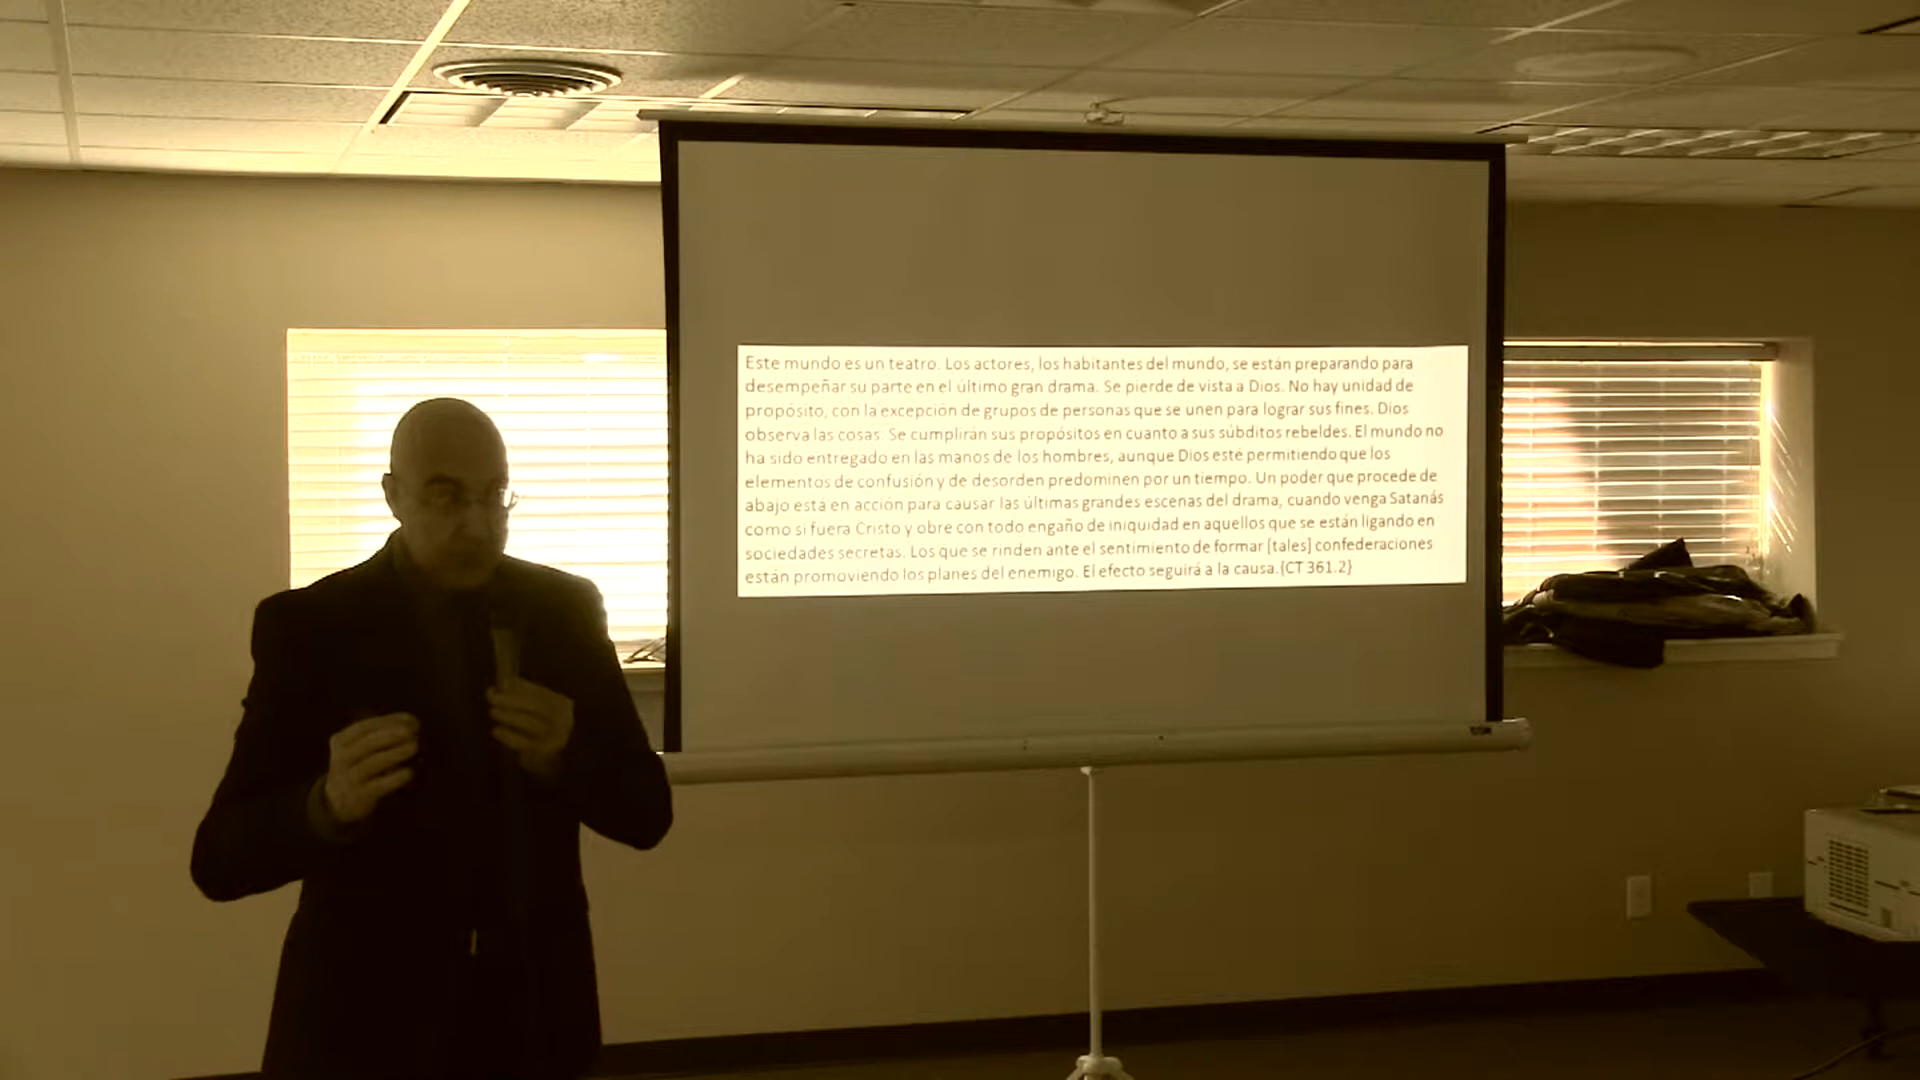 Este mundo es un teatro. Los actores, los habitantes del mundo, se están preparando para
desempeñar su parte en el último gran drama. Se pierde de vista a Dios. No hay unidad de
propósito, con la excepción de grupos de personas que se unen para lograr sus fines. Dios
observa las cosas. Se cumplirán sus propósitos en cuanto a sus súbditos rebeldes. El mundo no
ha sido entregado en las manos de los hombres, aunque Dios esté permitiendo que los
elementos de confusión y de desorden predominen por un tiempo. Un poder que procede de
abajo está en acción para causar las últimas grandes escenas del drama, cuando venga Satanás
como si fuera Cristo y obre con todo engaño de iniquidad en aquellos que se están ligando en
sociedades secretas. Los que se rinden ante el sentimiento de formar [tales] confederaciones
están promoviendo los planes del enemigo. El efecto seguirá a la causa.{CT 361.2}